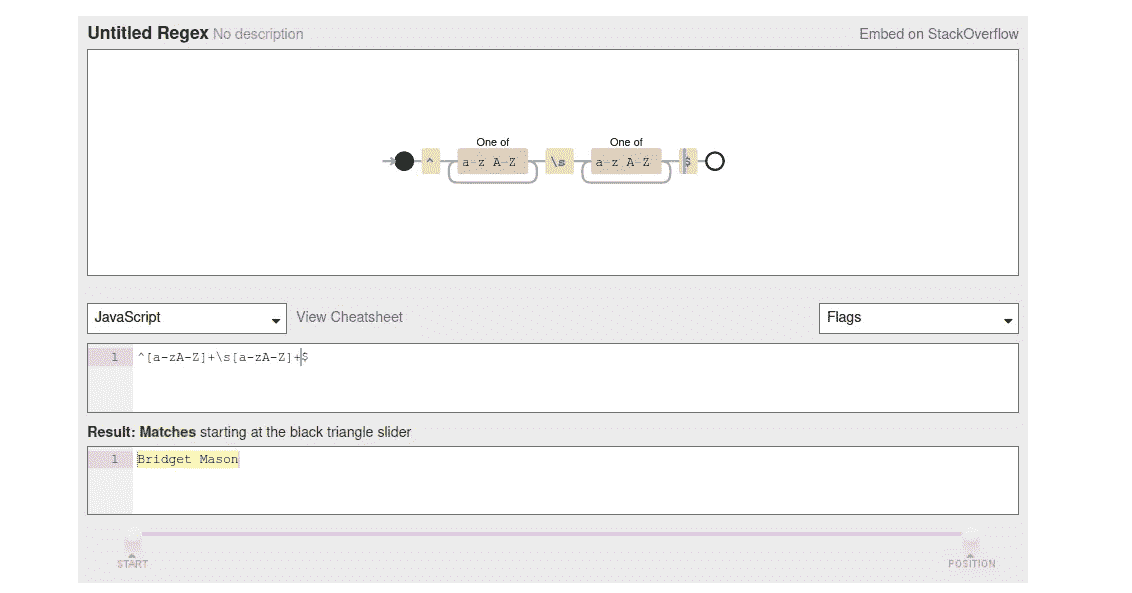 Untitled Regex No description Embed on StackOverflow
One of One of
^ a-z A-Z \s a-z A-Z $
JavaScript View Cheatsheet Flags
1 ^[a-zA-Z]+\s[a-zA-Z]+$
Result: Matches starting at the black triangle slider
1 Bridget Mason
START POSITION